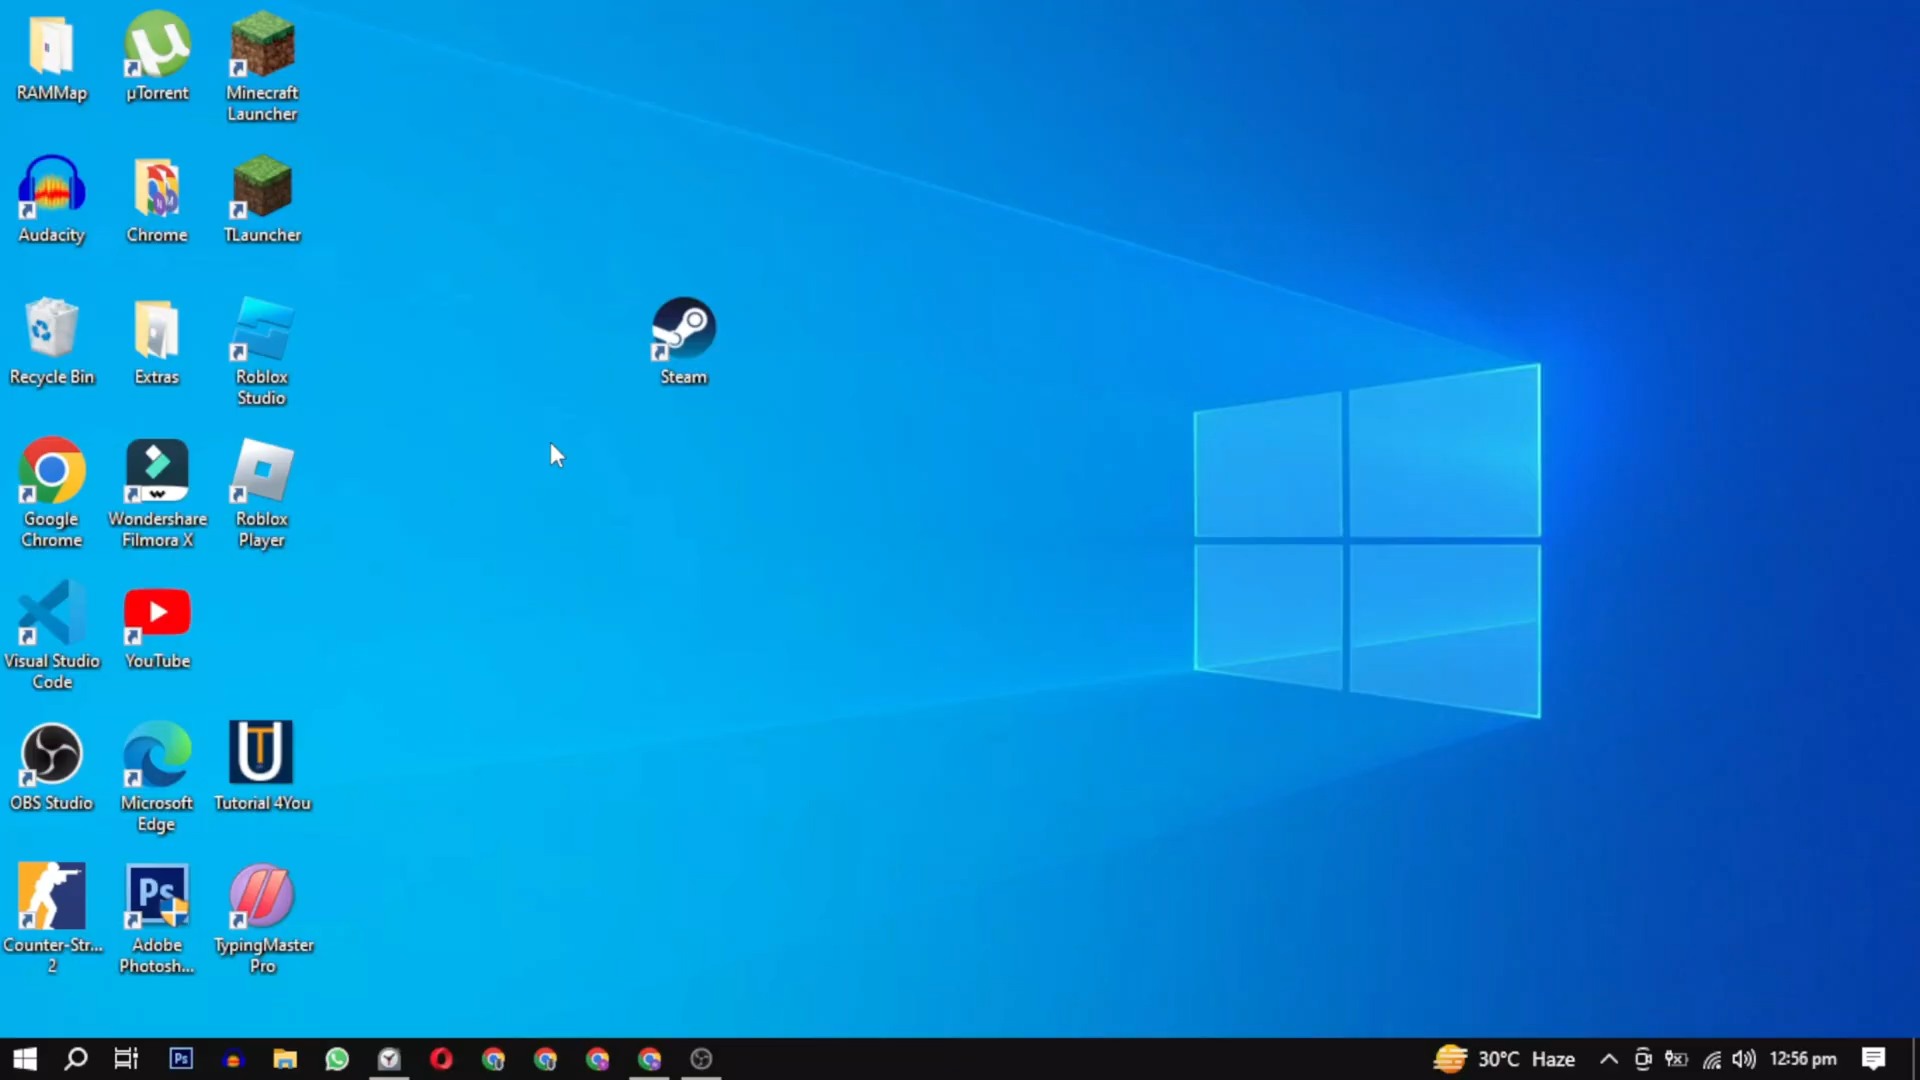 RAMMap
µTorrent
Minecraft
Launcher
Audacity
Chrome
TLauncher
Recycle Bin
Extras
Roblox
Studio
Steam
Google
Chrome
Wondershare
Filmora X
Roblox
Player
Visual Studio
Code
YouTube
OBS Studio
Microsoft
Edge
Tutorial 4You
Counter-Str...
2
Ps
Adobe
Photosh...
TypingMaster
Pro
Ps
30°C Haze
12:56 pm